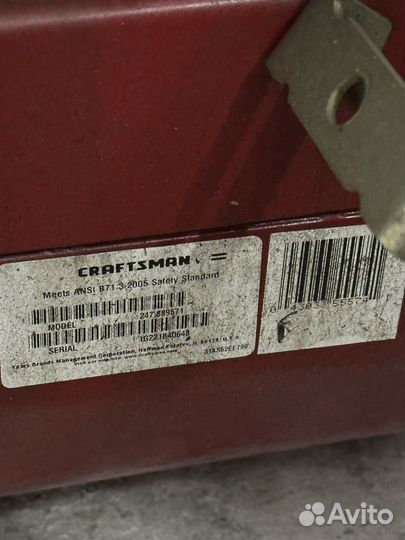 CRAFTSMAN
Meets ANSI B71.3-2005 Safety Standard
247.889571
MODEL
1G221B40648
SERIAL
Sears Brands Management Corporation, Hoffman Estates, IL 60179, U.S.A.
31AS62EE799
Avito